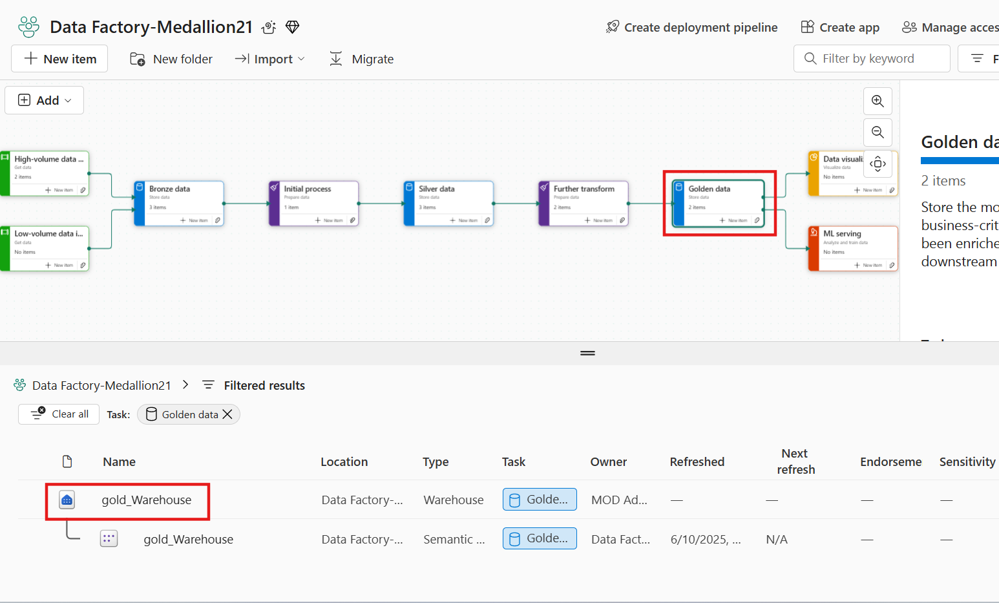 Data Factory-Medallion21
Create deployment pipeline
Create app
Manage acces
New item
New folder
Import
Migrate
Filter by keyword
F
Add
High-volume data ...
Get data
2 items
New item
Low-volume data i...
Get data
No items
New item
Bronze data
Store data
3 items
New item
Initial process
Prepare data
1 item
New item
Silver data
Store data
3 items
New item
Further transform
Prepare data
2 items
New item
Golden data
Store data
2 items
New item
Data visuali
Visualize data
No items
New item
ML serving
Analyze and train data
No items
New item
Golden da
2 items
Store the mo
business-crit
been enriche
downstream
Data Factory-Medallion21 > Filtered results
Clear all Task: Golden data
Name Location Type Task Owner Refreshed Next refresh Endorseme Sensitivity
gold_Warehouse Data Factory-... Warehouse Golde... MOD Ad... — — — —
gold_Warehouse Data Factory-... Semantic ... Golde... Data Fact... 6/10/2025, ... N/A — —